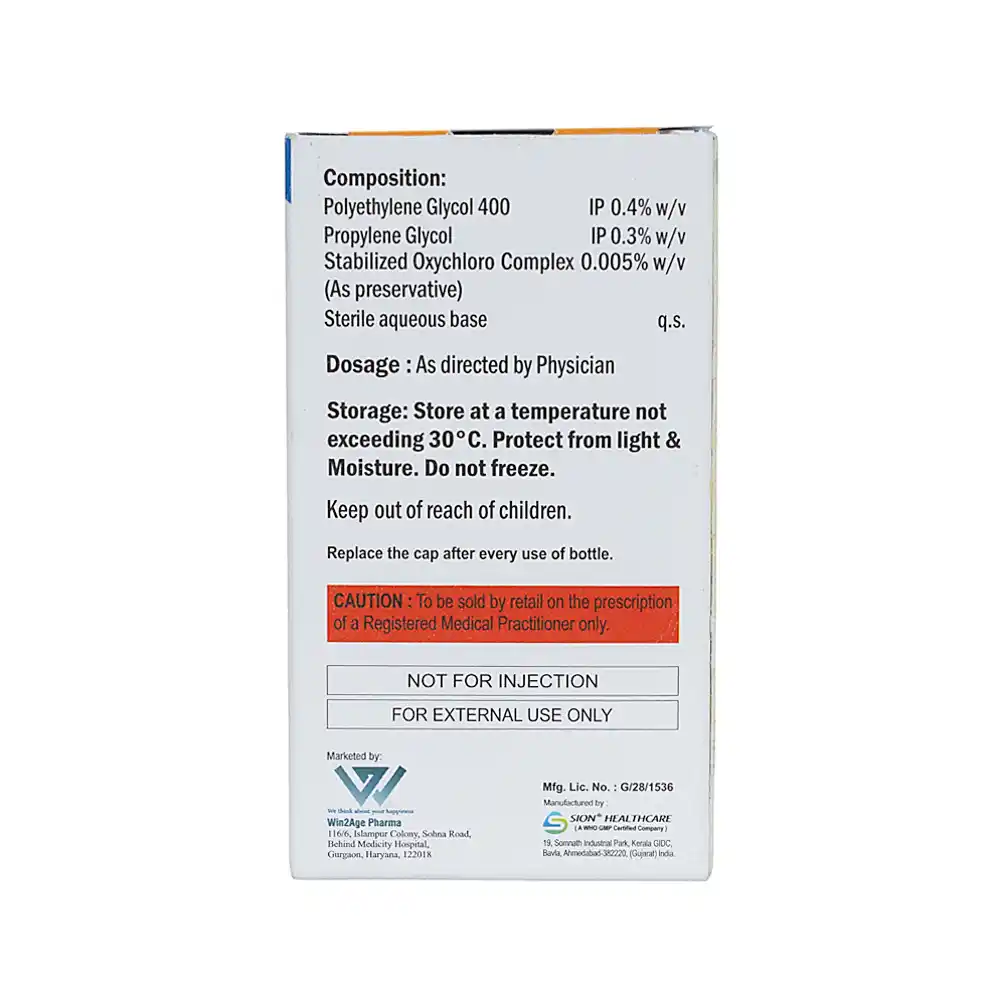 Composition:
Polyethylene Glycol 400 IP 0.4% w/v
Propylene Glycol IP 0.3% w/v
Stabilized Oxychloro Complex 0.005% w/v
(As preservative)
Sterile aqueous base q.s.
Dosage : As directed by Physician
Storage: Store at a temperature not
exceeding 30°C. Protect from light &
Moisture. Do not freeze.
Keep out of reach of children.
Replace the cap after every use of bottle.
CAUTION : To be sold by retail on the prescription
of a Registered Medical Practitioner only.
NOT FOR INJECTION
FOR EXTERNAL USE ONLY
Marketed by:
We think about your happiness
Win2Age Pharma
116/6, Islampur Colony, Sohna Road,
Behind Medicity Hospital,
Gurgaon, Haryana, 122018
Mfg. Lic. No. : G/28/1536
Manufactured by :
SION® HEALTHCARE
( A WHO GMP Certified Company )
19, Somnath Industrial Park, Kerala GIDC,
Bavla, Ahmedabad-382220, (Gujarat) India.